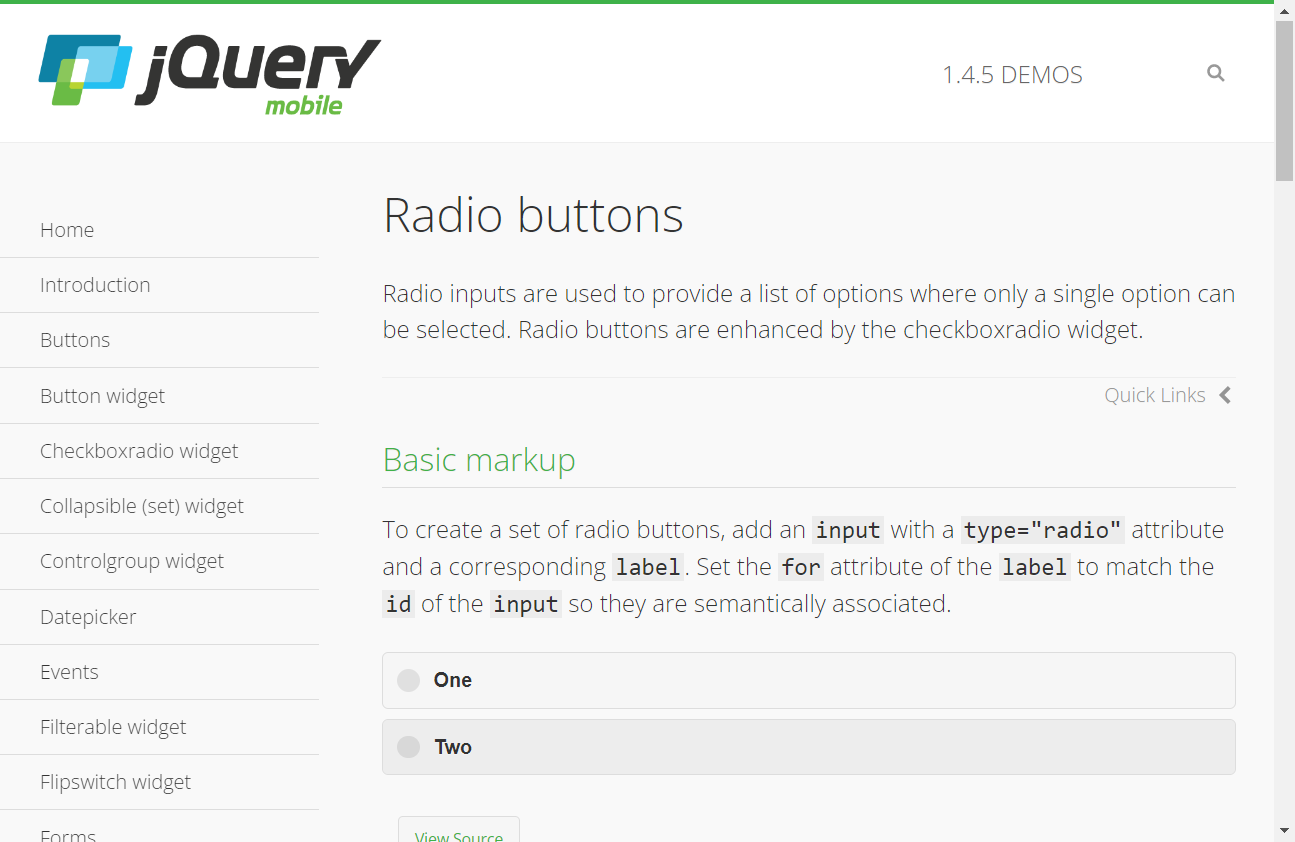 jQuery
mobile
1.4.5 DEMOS
Home
Introduction
Buttons
Button widget
Checkboxradio widget
Collapsible (set) widget
Controlgroup widget
Datepicker
Events
Filterable widget
Flipswitch widget
Forms
Radio buttons
Radio inputs are used to provide a list of options where only a single option can
be selected. Radio buttons are enhanced by the checkboxradio widget.
Quick Links
Basic markup
To create a set of radio buttons, add an input with a type="radio" attribute
and a corresponding label. Set the for attribute of the label to match the
id of the input so they are semantically associated.
One
Two
View Source